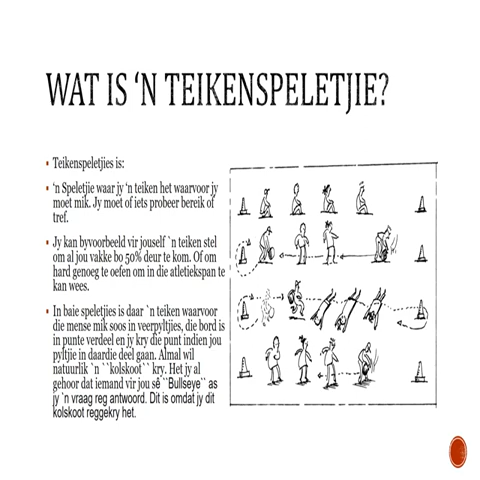 WAT IS ‘N TEIKENSPELETJIE?
Teikenspeletjies is:
‘n Speletjie waar jy ‘n teiken het waarvoor jy
moet mik. Jy moet of iets probeer bereik of
tref.
Jy kan byvoorbeeld vir jouself `n teiken stel
om al jou vakke bo 50% deur te kom. Of om
hard genoeg te oefen om in die atletiekspan te
kan wees.
In baie speletjies is daar `n teiken waarvoor
die mense mik soos in veerpyltjies, die bord is
in punte verdeel en jy kry die punt indien jou
pyltjie in daardie deel gaan. Almal wil
natuurlik `n ``kolskoot`` kry. Het jy al
gehoor dat iemand vir jou sê ``Bullseye`` as
jy `n vraag reg antwoord. Dit is omdat jy dit
kolskoot reggekry het.